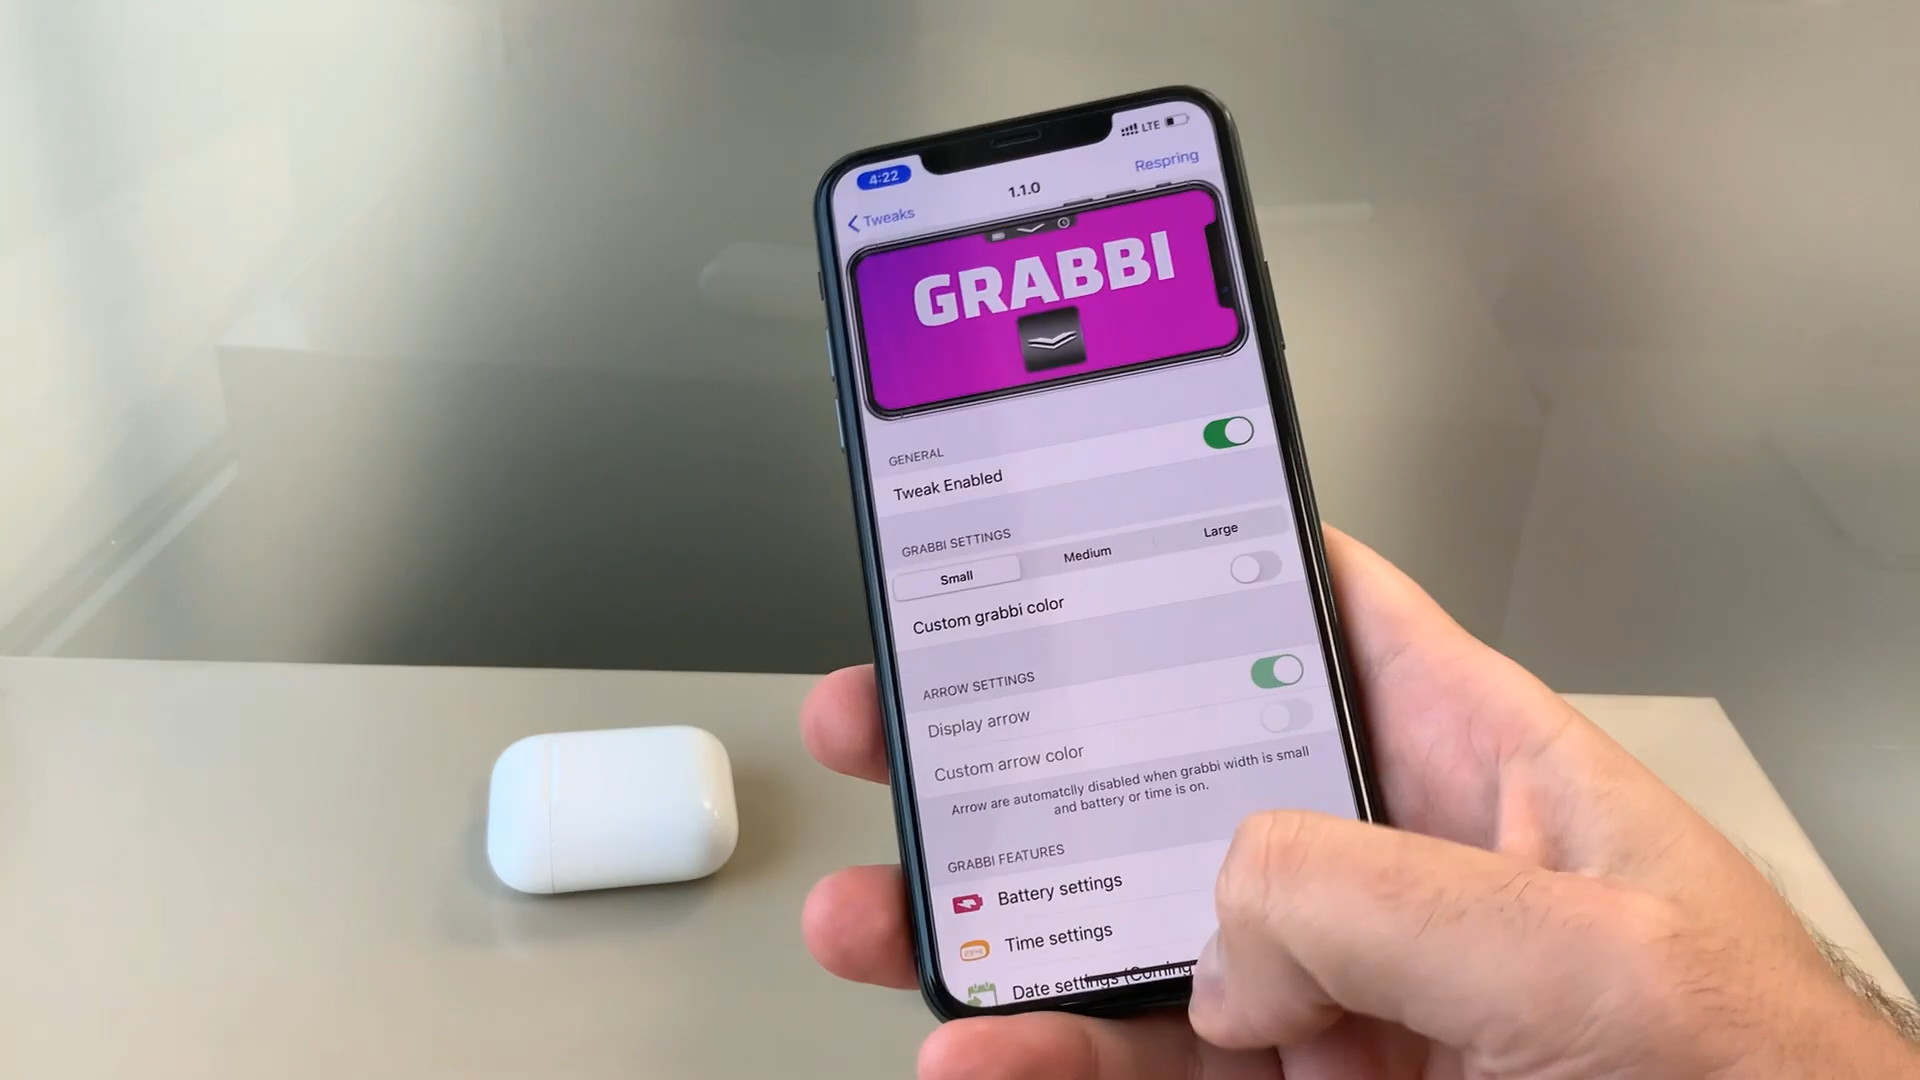 4:22
LTE
Respring
1.1.0
Tweaks
GRABBI
GENERAL
Tweak Enabled
GRABBI SETTINGS
Small Medium Large
Custom grabbi color
ARROW SETTINGS
Display arrow
Custom arrow color
Arrow are automatclly disabled when grabbi width is small
and battery or time is on.
GRABBI FEATURES
Battery settings
Time settings
Date settings (Coming